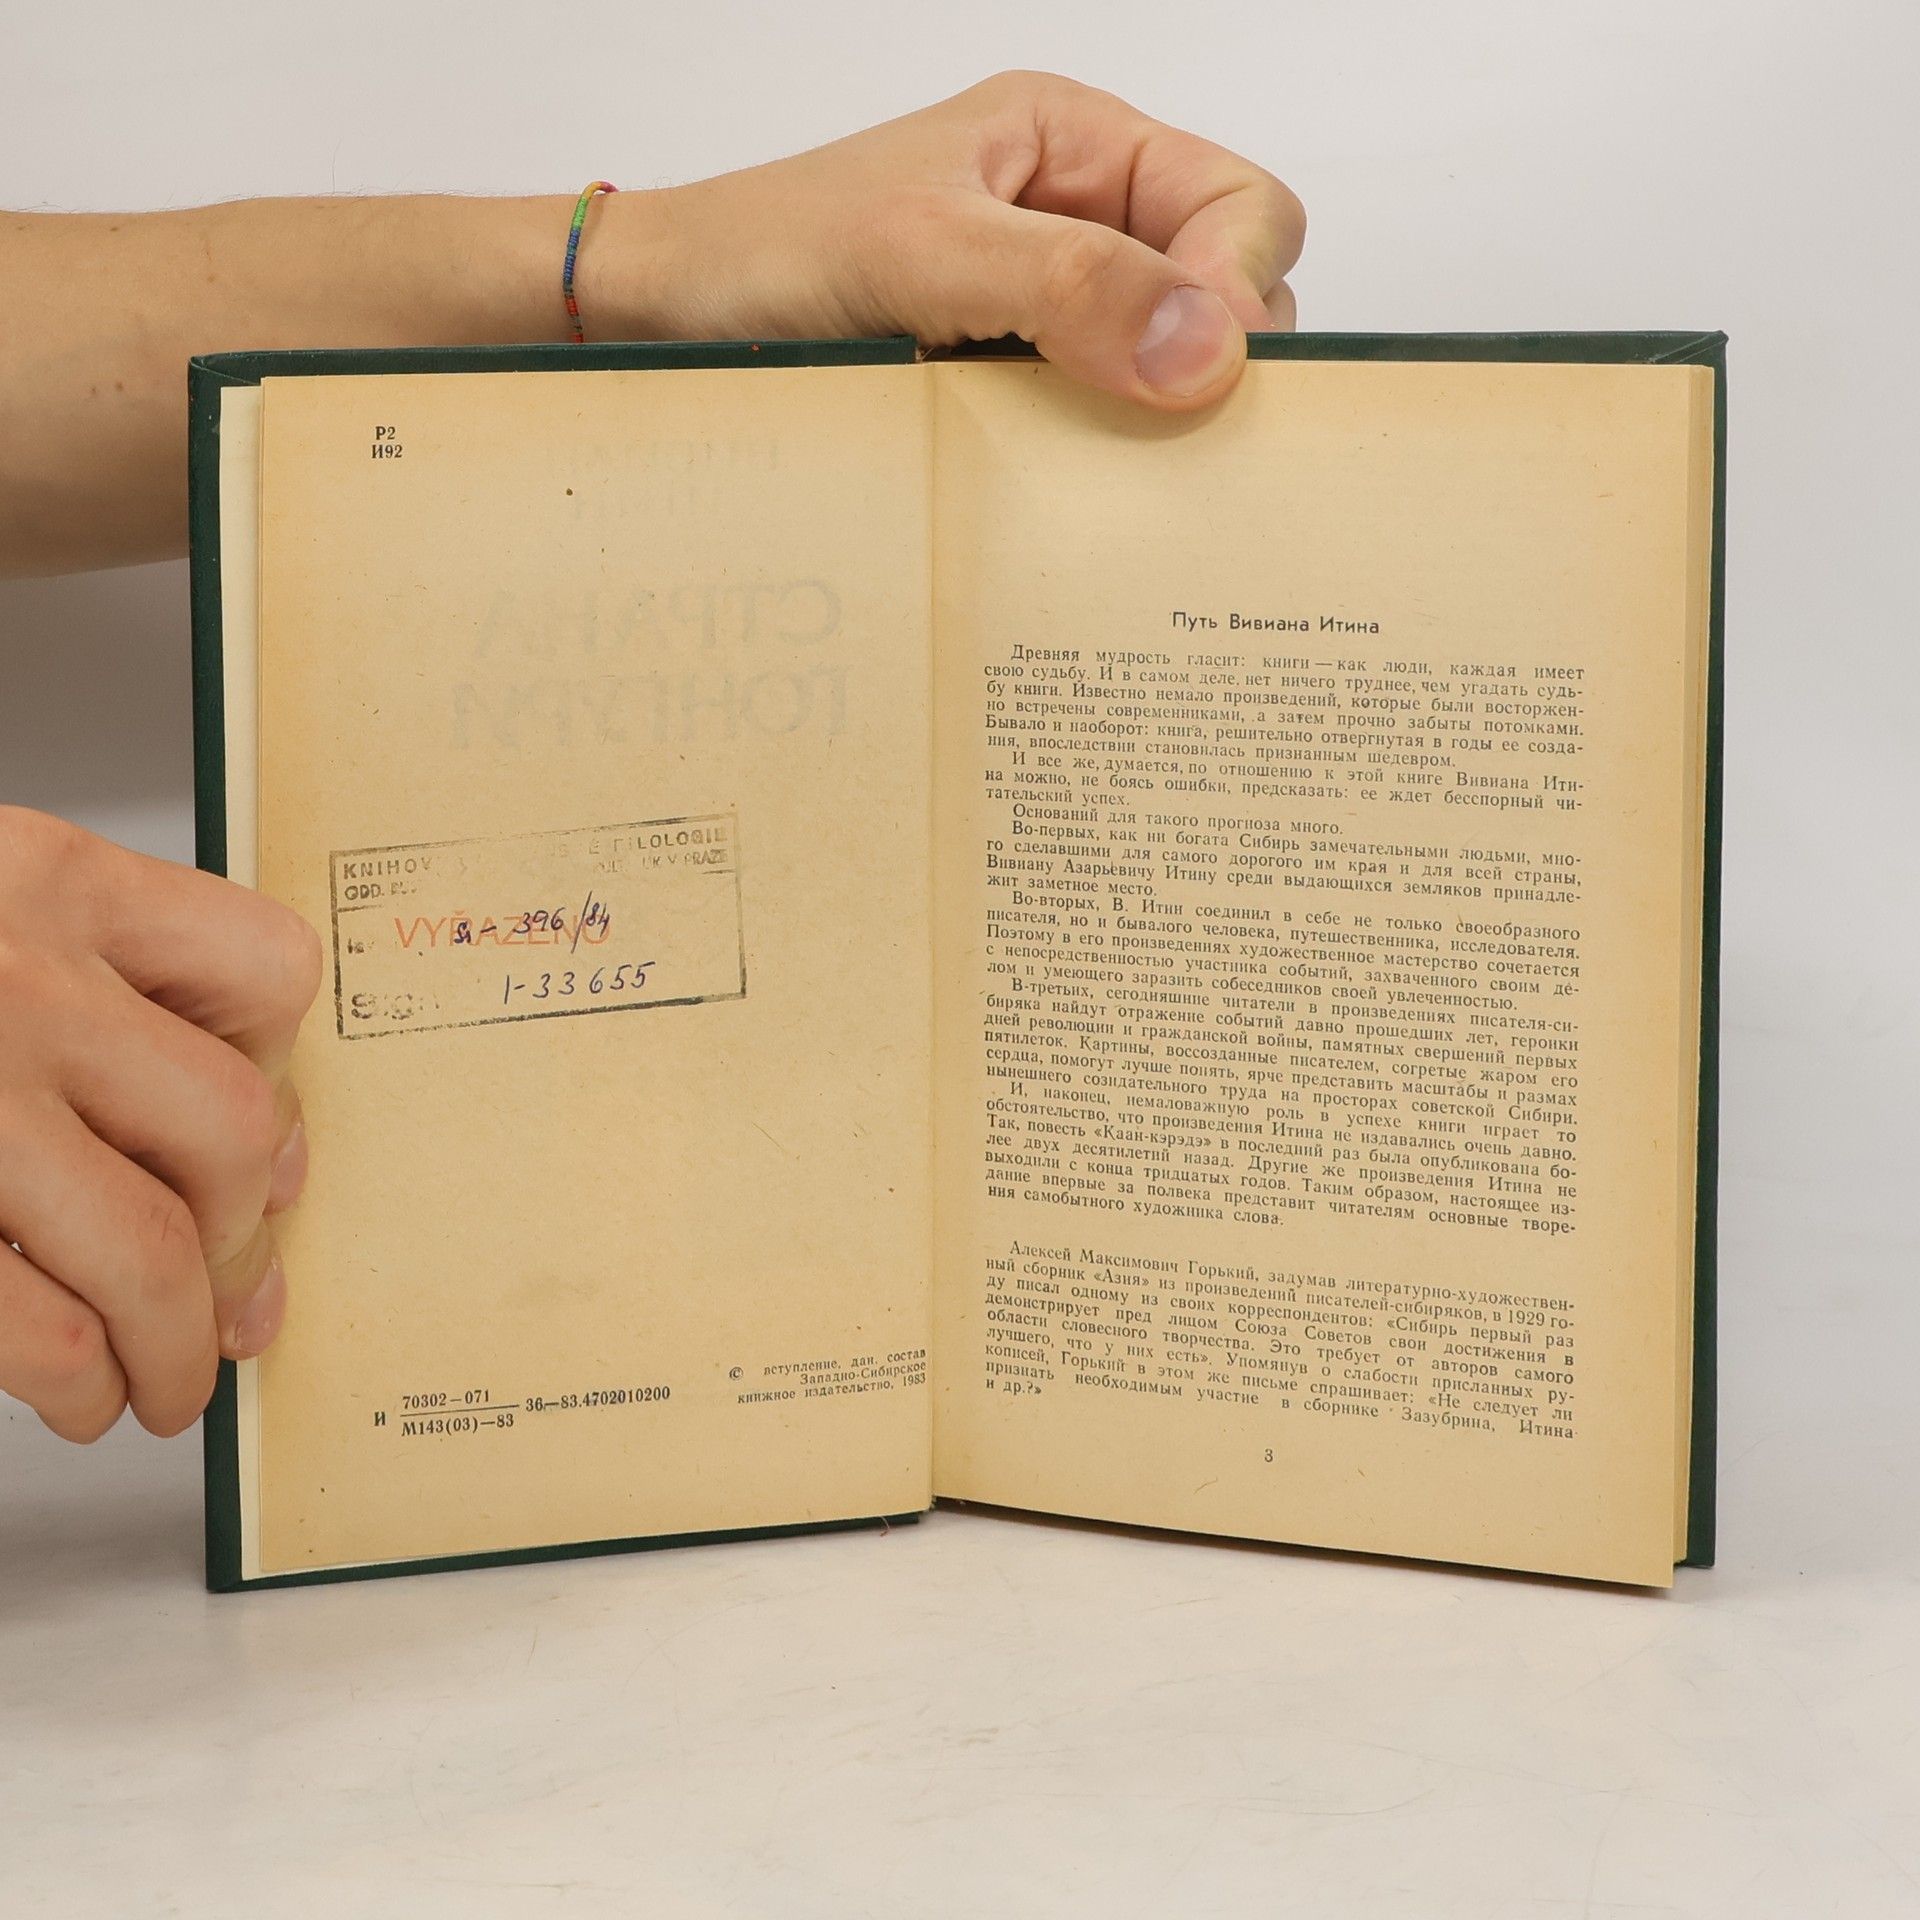 Р2
И92
СТРАНА
ГОНГУРИ
KNIHOV FILOLOGIE
ODD. UK V PRAZE
VYŘAZENO
396/84
Sign
1-33655
© вступление, дан. состав
Западно-Сибирское
книжное издательство, 1983
И 70302—071
М143(03)—83 36—83.4702010200
Путь Вивиана Итина
Древняя мудрость гласит: книги — как люди, каждая имеет
свою судьбу. И в самом деле, нет ничего труднее, чем угадать судь-
бу книги. Известно немало произведений, которые были восторжен-
но встречены современниками, а затем прочно забыты потомками.
Бывало и наоборот: книга, решительно отвергнутая в годы ее созда-
ния, впоследствии становилась признанным шедевром.
И все же, думается, по отношению к этой книге Вивиана Ити-
на можно, не боясь ошибки, предсказать: ее ждет бесспорный чи-
тательский успех.
Оснований для такого прогноза много.
Во-первых, как ни богата Сибирь замечательными людьми, мно-
го сделавшими для самого дорогого им края и для всей страны,
Вивиану Азарьевичу Итину среди выдающихся земляков принадле-
жит заметное место.
Во-вторых, В. Итин соединил в себе не только своеобразного
писателя, но и бывалого человека, путешественника, исследователя.
Поэтому в его произведениях художественное мастерство сочетается
с непосредственностью участника событий, захваченного своим де-
лом и умеющего заразить собеседников своей увлеченностью.
В-третьих, сегодняшние читатели в произведениях писателя-си-
биряка найдут отражение событий давно прошедших лет, героики
дней революции и гражданской войны, памятных свершений первых
пятилеток. Картины, воссозданные писателем, согретые жаром его
сердца, помогут лучше понять, ярче представить масштабы и размах
нынешнего созидательного труда на просторах советской Сибири.
И, наконец, немаловажную роль в успехе книги играет то
обстоятельство, что произведения Итина не издавались очень давно.
Так, повесть «Каан-кэрэдэ» в последний раз была опубликована бо-
лее двух десятилетий назад. Другие же произведения Итина не
выходили с конца тридцатых годов. Таким образом, настоящее из-
дание впервые за полвека представит читателям основные творе-
ния самобытного художника слова.
Алексей Максимович Горький, задумав литературно-художествен-
ный сборник «Азия» из произведений писателей-сибиряков, в 1929 го-
ду писал одному из своих корреспондентов: «Сибирь первый раз
демонстрирует пред лицом Союза Советов свои достижения в
области словесного творчества. Это требует от авторов самого
лучшего, что у них есть». Упомянув о слабости присланных ру-
кописей, Горький в этом же письме спрашивает: «Не следует ли
признать необходимым участие в сборнике Зазубрина, Итина
и др.?»
3